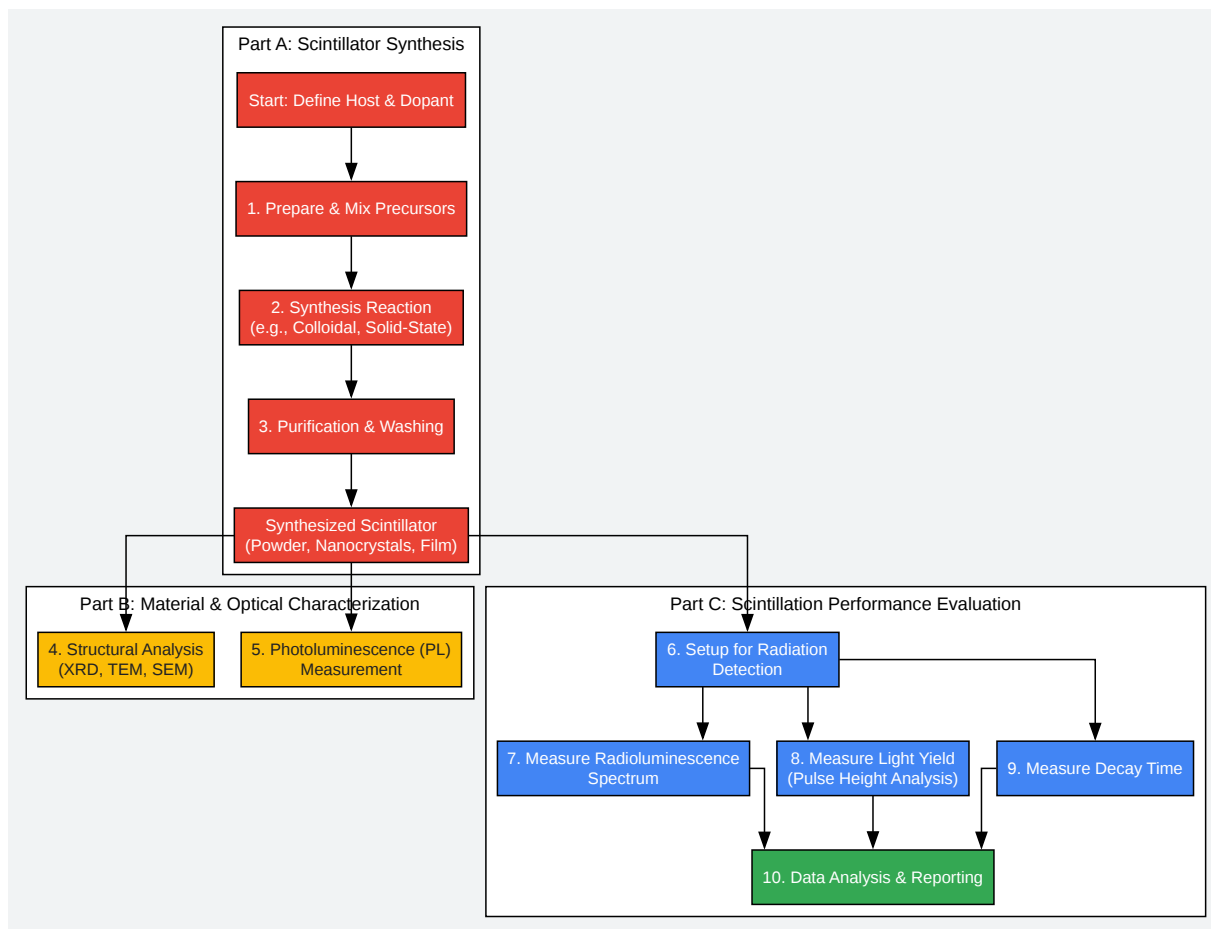 Part A: Scintillator Synthesis
Start: Define Host & Dopant
1. Prepare & Mix Precursors
2. Synthesis Reaction
(e.g., Colloidal, Solid-State)
3. Purification & Washing
Synthesized Scintillator
(Powder, Nanocrystals, Film)
Part B: Material & Optical Characterization
4. Structural Analysis
(XRD, TEM, SEM)
5. Photoluminescence (PL)
Measurement
Part C: Scintillation Performance Evaluation
6. Setup for Radiation
Detection
7. Measure Radioluminescence
Spectrum
8. Measure Light Yield
(Pulse Height Analysis)
9. Measure Decay Time
10. Data Analysis & Reporting